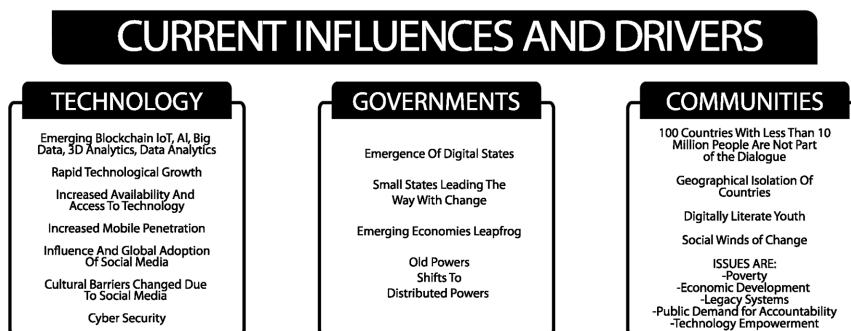 CURRENT INFLUENCES AND DRIVERS
TECHNOLOGY
Emerging Blockchain IoT, AI, Big
Data, 3D Analytics, Data Analytics
Rapid Technological Growth
Increased Availability And
Access To Technology
Increased Mobile Penetration
Influence And Global Adoption
Of Social Media
Cultural Barriers Changed Due
To Social Media
Cyber Security
GOVERNMENTS
Emergence Of Digital States
Small States Leading The
Way With Change
Emerging Economies Leapfrog
Old Powers
Shifts To
Distributed Powers
COMMUNITIES
100 Countries With Less Than 10
Million People Are Not Part
of the Dialogue
Geographical Isolation Of
Countries
Digitally Literate Youth
Social Winds of Change
ISSUES ARE:
-Poverty
-Economic Development
-Legacy Systems
-Public Demand for Accountability
-Technology Empowerment